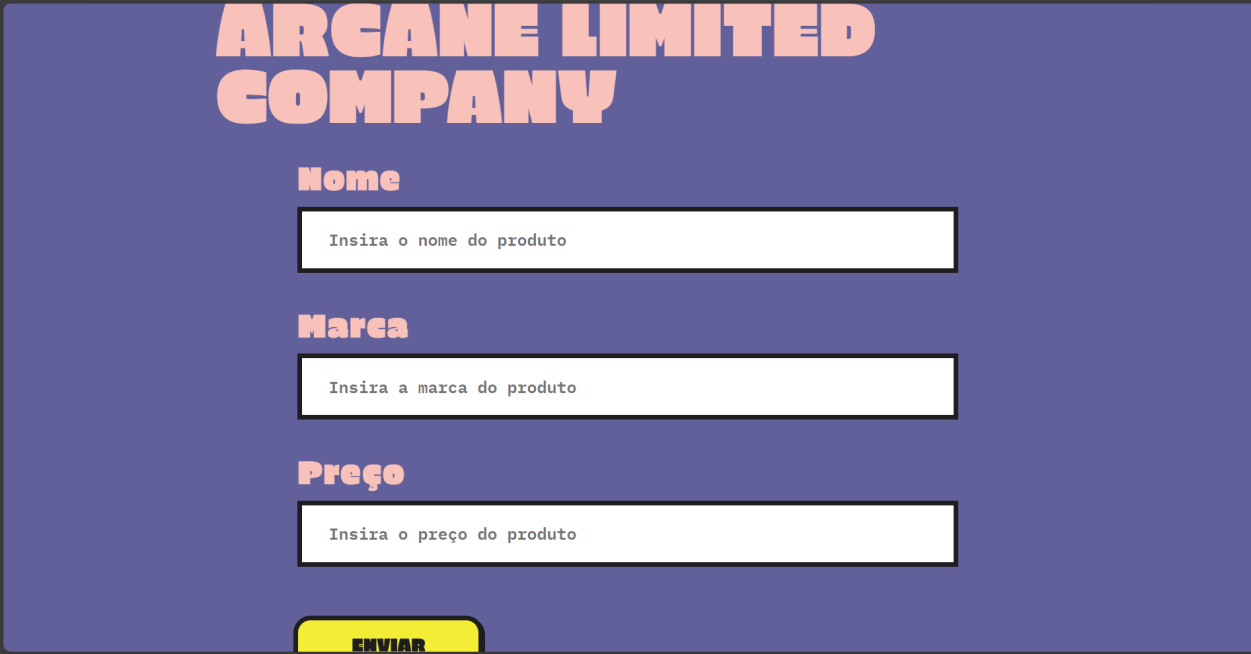 ARCANE LIMITED
COMPANY
Nome
Insira o nome do produto
Marca
Insira a marca do produto
Preço
Insira o preço do produto
ENVIAR